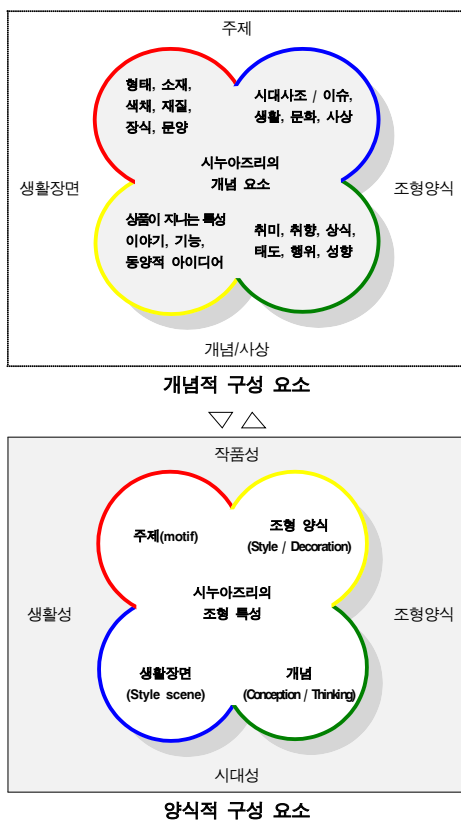 주제
형태, 소재,
색채, 재질,
장식, 문양
시대사조 / 이슈,
생활, 문화, 사상
시누아즈리의
개념 요소
생활장면
조형양식
상품이 지니는 특성
이야기, 기능,
동양적 아이디어
취미, 취향, 상식,
태도, 행위, 성향
개념/사상
개념적 구성 요소
▽ △
작품성
주제(motif)
조형 양식
(Style / Decoration)
시누아즈리의
조형 특성
생활성
조형양식
생활장면
(Style scene)
개념
(Conception / Thinking)
시대성
양식적 구성 요소